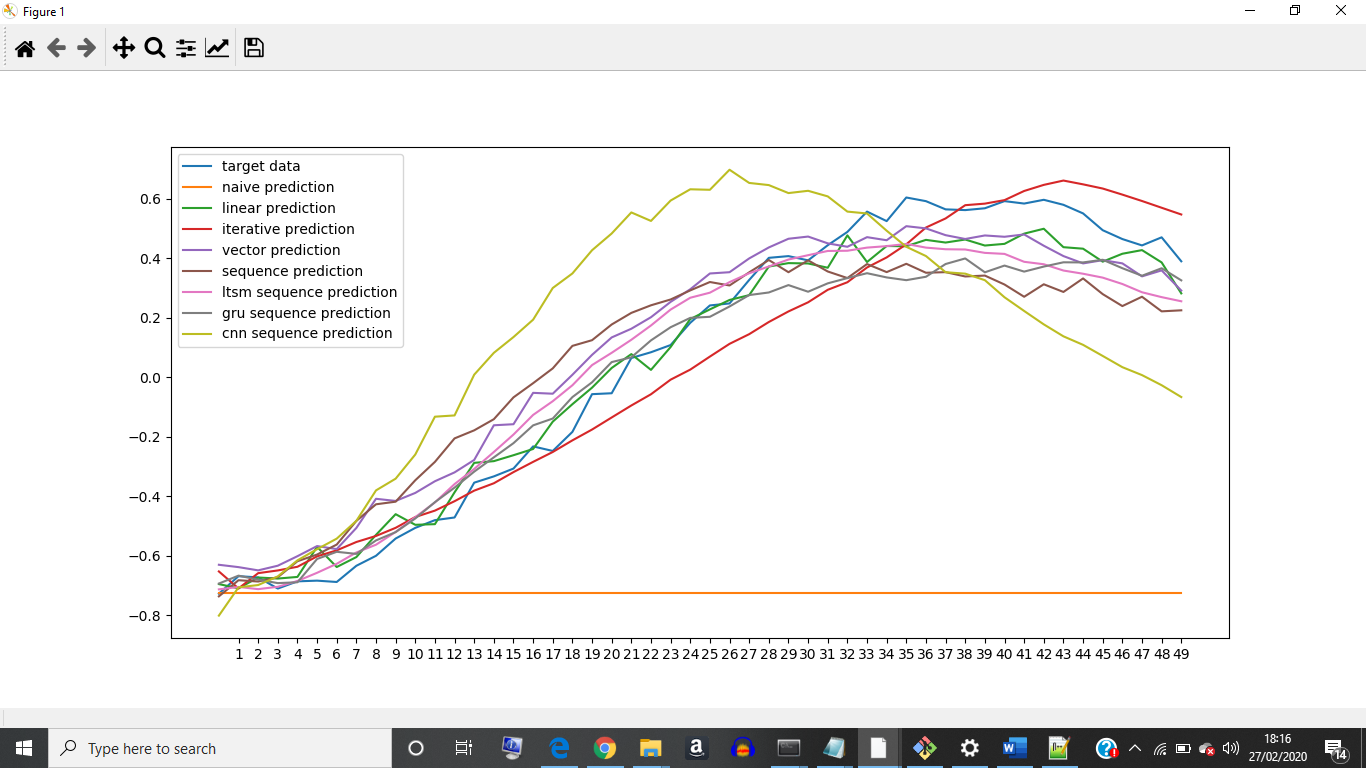 Figure 1
target data
naive prediction
linear prediction
iterative prediction
vector prediction
sequence prediction
ltsm sequence prediction
gru sequence prediction
cnn sequence prediction
0.6
0.4
0.2
0.0
−0.2
−0.4
−0.6
−0.8
1 2 3 4 5 6 7 8 9 10 11 12 13 14 15 16 17 18 19 20 21 22 23 24 25 26 27 28 29 30 31 32 33 34 35 36 37 38 39 40 41 42 43 44 45 46 47 48 49
Type here to search
18:16
27/02/2020
14